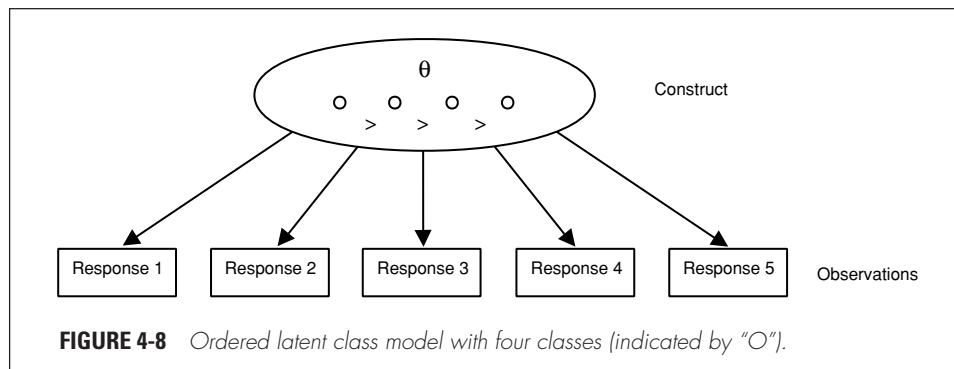 θ
O O O O
> > >
Construct
Response 1 Response 2 Response 3 Response 4 Response 5
Observations
FIGURE 4-8 Ordered latent class model with four classes (indicated by “O”).